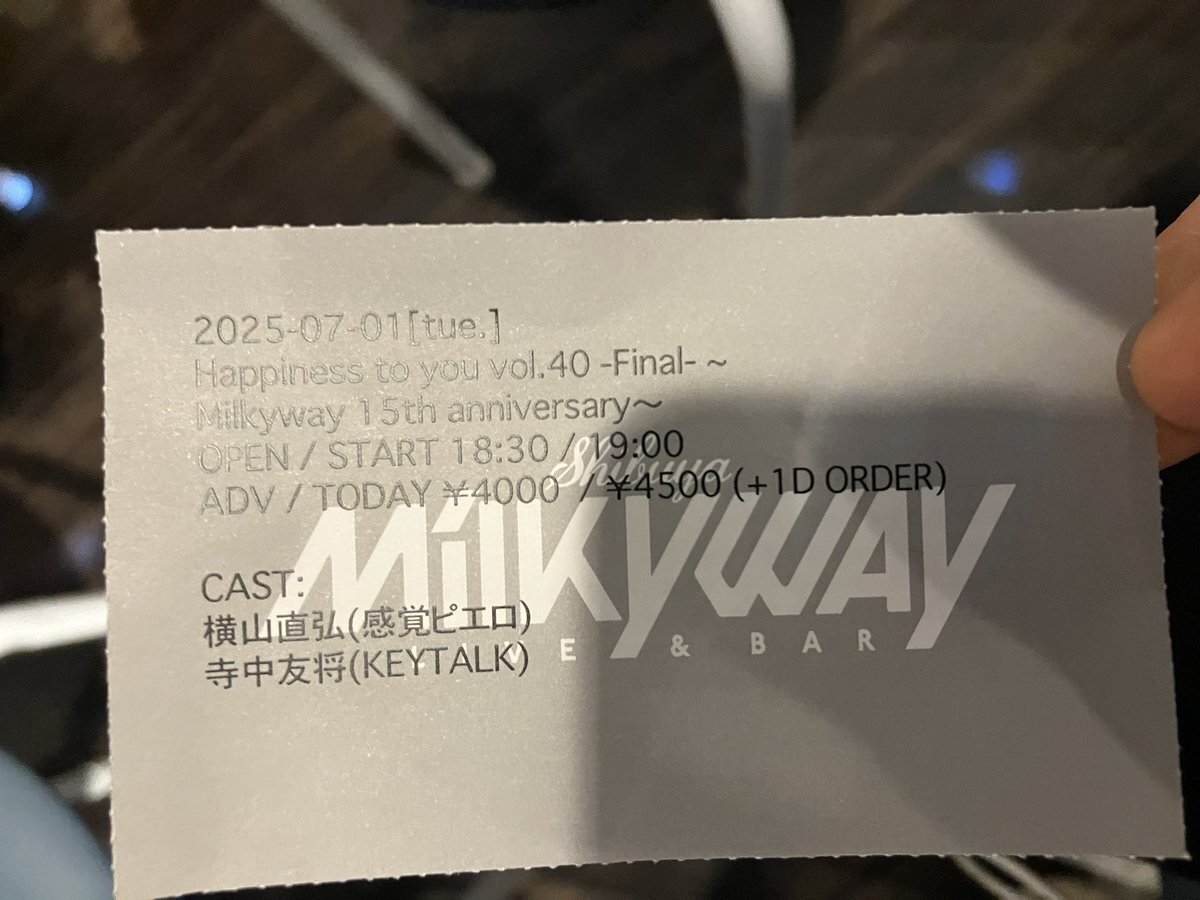 2025-07-01[tue.]
Happiness to you vol.40 -Final- ~
Milkyway 15th anniversary～
OPEN / START 18:30 / 19:00
ADV / TODAY ￥4000 / ￥4500 (+1D ORDER)
Shibuya
MilKyWAy
LIVE & BAR
CAST:
横山直弘(感覚ピエロ)
寺中友将(KEYTALK)